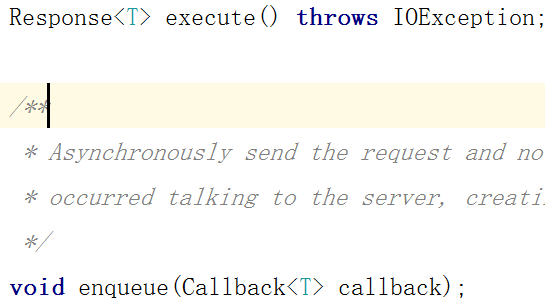 Response<T> execute() throws IOException;
/**
* Asynchronously send the request and no
* occurred talking to the server,
*/
void enqueue(Callback<T> callback);